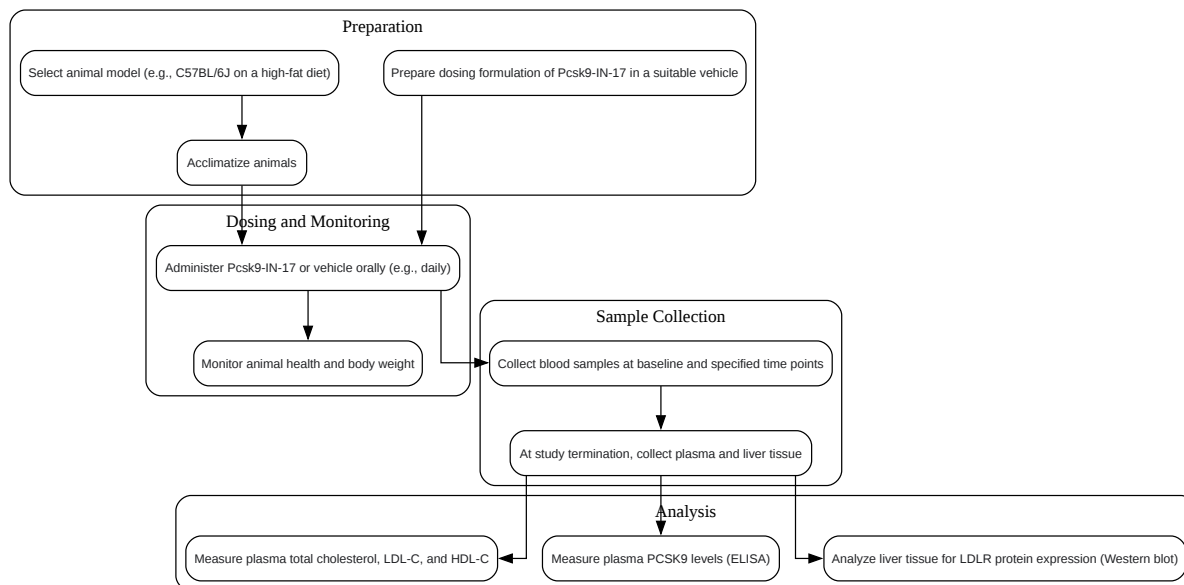 Preparation
Select animal model (e.g., C57BL/6J on a high-fat diet)
Prepare dosing formulation of Pcsk9-IN-17 in a suitable vehicle
Acclimatize animals
Dosing and Monitoring
Administer Pcsk9-IN-17 or vehicle orally (e.g., daily)
Monitor animal health and body weight
Sample Collection
Collect blood samples at baseline and specified time points
At study termination, collect plasma and liver tissue
Analysis
Measure plasma total cholesterol, LDL-C, and HDL-C
Measure plasma PCSK9 levels (ELISA)
Analyze liver tissue for LDLR protein expression (Western blot)